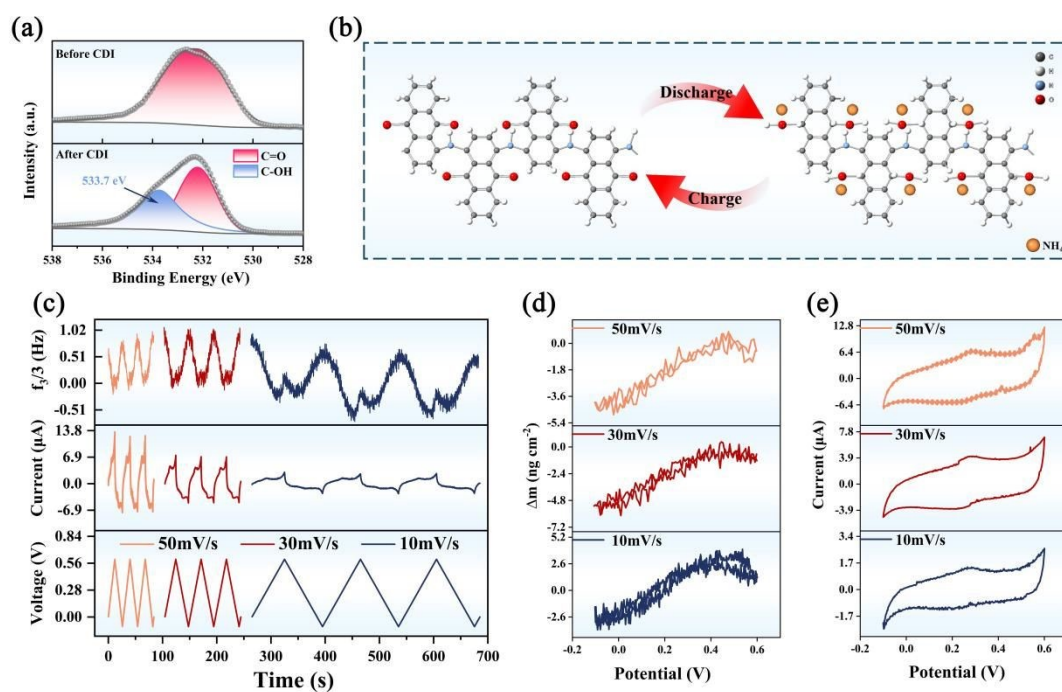 (a)
Before CDI
After CDI
C=O
C-OH
533.7 eV
Intensity (a.u.)
538 536 534 532 530 528
Binding Energy (eV)
(b)
Discharge
Charge
C
H
N
O
(c)
1.02
0.51
0.00
-0.51
f₃/3 (Hz)
13.8
6.9
0.0
-6.9
Current (μA)
0.84
0.56
0.28
0.00
Voltage (V)
50mV/s 30mV/s 10mV/s
0 100 200 300 400 500 600 700
Time (s)
(d)
50mV/s
0.0
-1.8
-3.6
-5.4
30mV/s
0.0
-2.4
-4.8
-7.2
10mV/s
5.2
2.6
0.0
-2.6
Δm (ng cm⁻²)
-0.2 0.0 0.2 0.4 0.6
Potential (V)
(e)
50mV/s
12.8
6.4
0.0
-6.4
30mV/s
7.8
3.9
0.0
-3.9
10mV/s
3.4
1.7
0.0
-1.7
Current (μA)
-0.2 0.0 0.2 0.4 0.6
Potential (V)